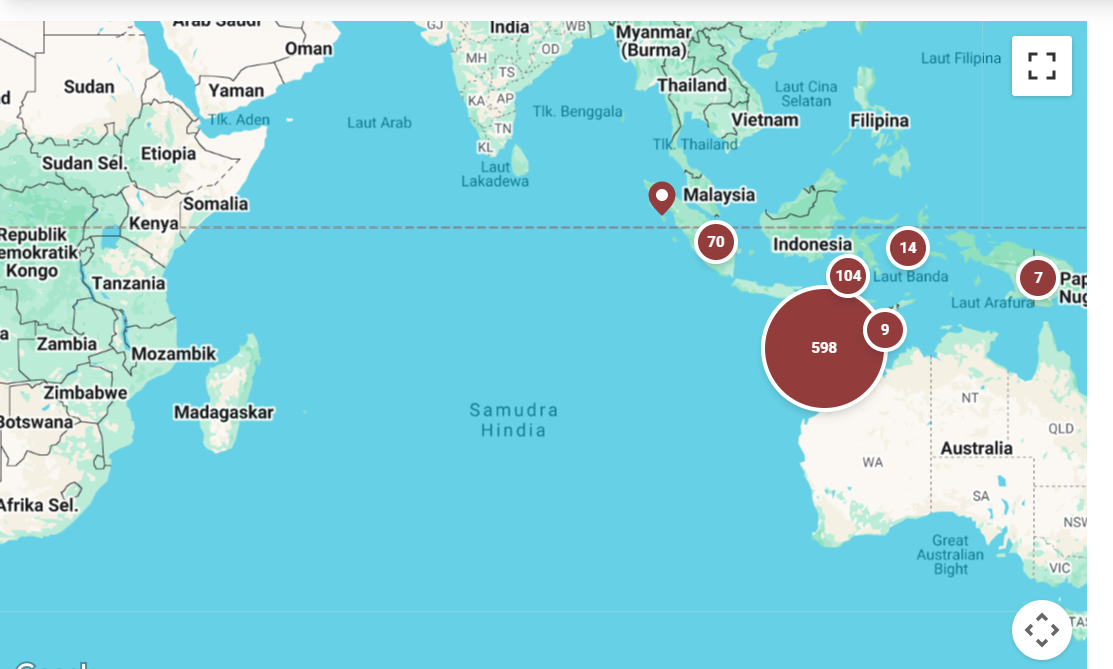 Arab Saudi
GJ
India
WB
Myanmar
(Burma)
Laut Filipina
Oman
MH
OD
TS
Sudan
Yaman
Thailand
Laut Cina
Selatan
KA
AP
Tlk. Aden
Laut Arab
Tlk. Benggala
Vietnam
Filipina
TN
Tlk. Thailand
KL
Sudan Sel.
Etiopia
Laut
Lakadewa
Malaysia
Somalia
Kenya
Republik
emokratik
Kongo
70
Indonesia
14
104
Laut Banda
7
Pap
Nug
Tanzania
Laut Arafura
9
598
Zambia
Mozambik
Zimbabwe
NT
Botswana
Madagaskar
Samudra
Hindia
QLD
Australia
WA
SA
Afrika Sel.
NSW
Great
Australian
Bight
VIC
TAS